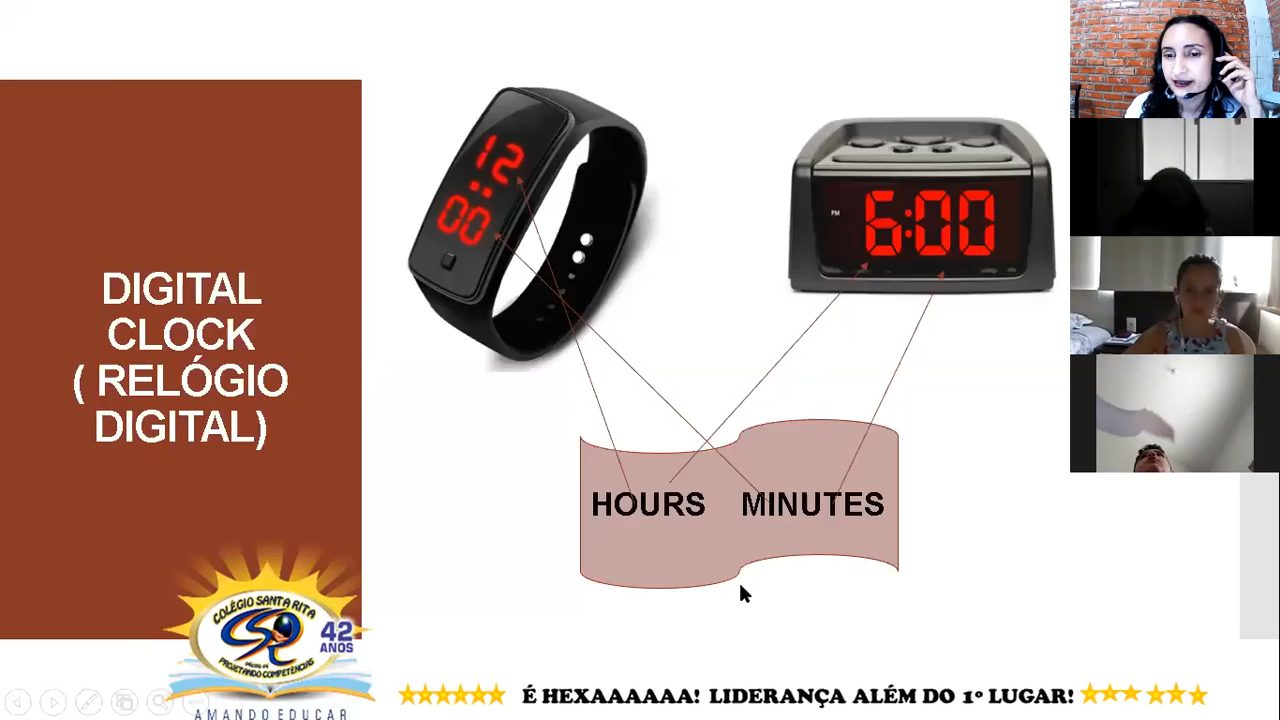 DIGITAL
CLOCK
( RELÓGIO
DIGITAL)
12
00
PM
6:00
HOURS MINUTES
COLÉGIO SANTA RITA
42
ANOS
PROJETANDO COMPETÊNCIAS
AMANDO EDUCAR
É HEXAAAAAA! LIDERANÇA ALÉM DO 1º LUGAR!